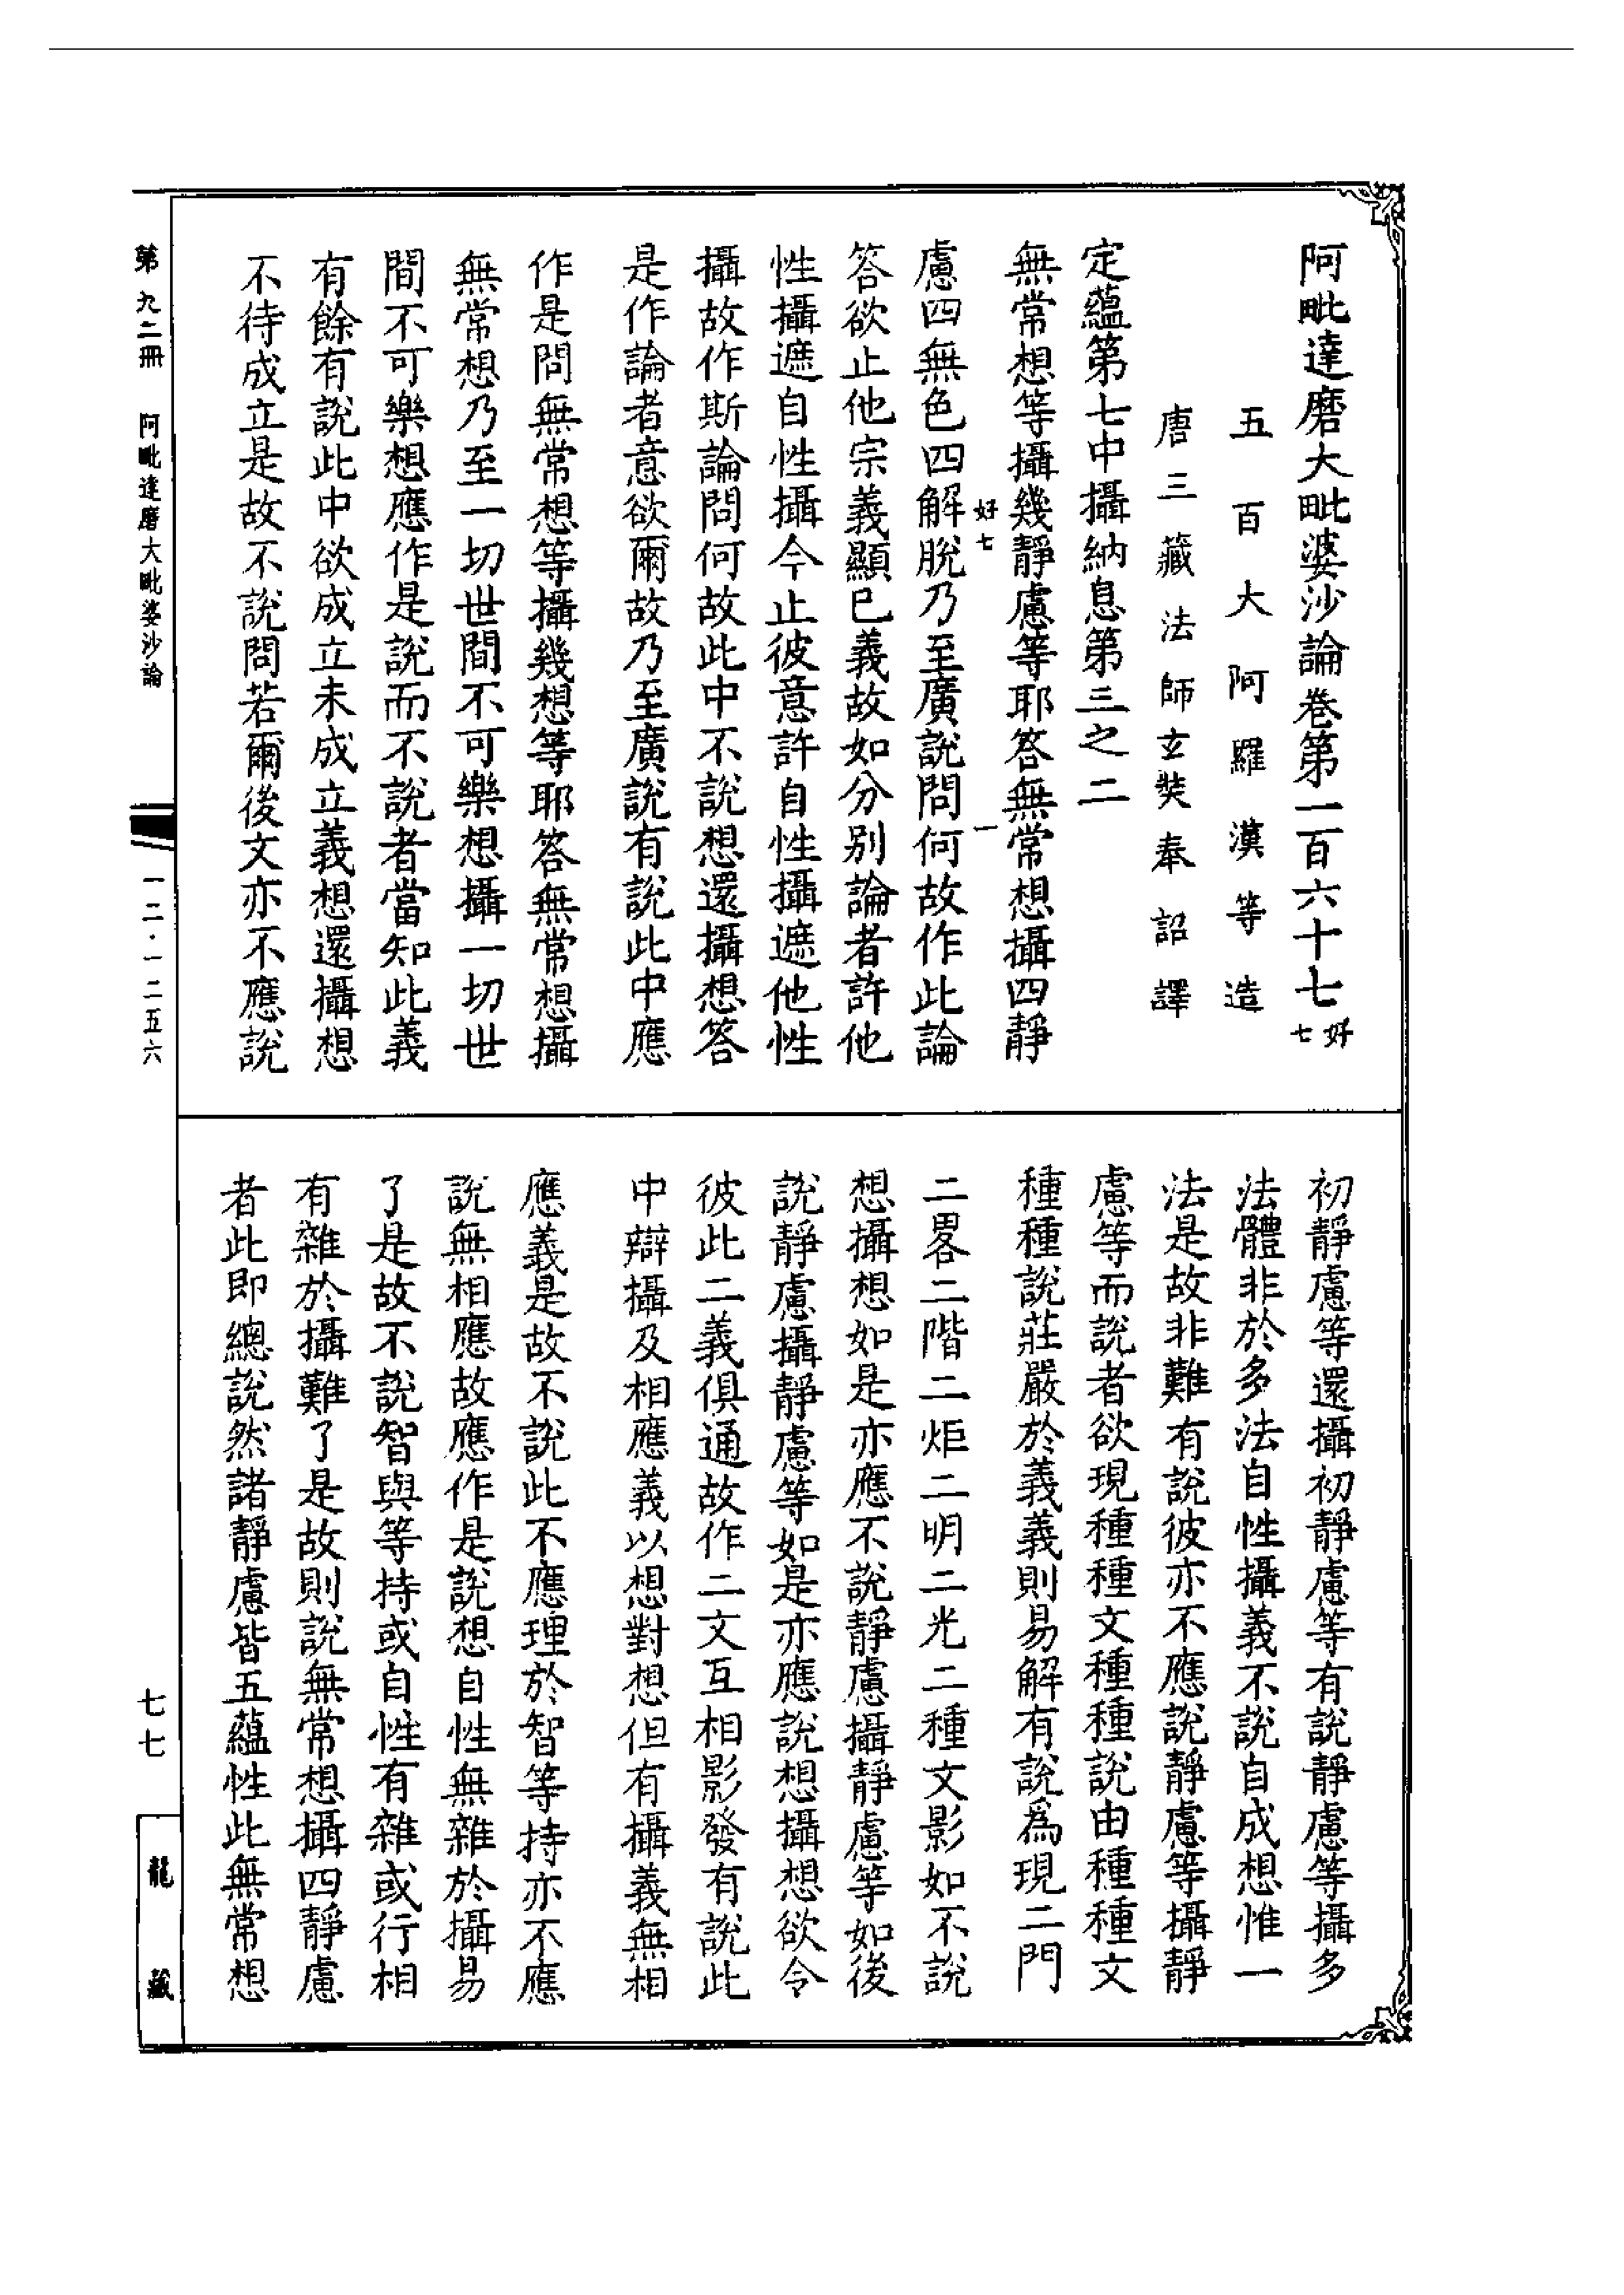 阿毗達磨大毗婆沙論卷第一百六十七 好七
五百大阿羅漢等造
唐三藏法師玄奘奉詔譯
定蘊第七中攝納息第三之二
無常想等攝幾靜慮等耶答無常想攝四靜
好七 一
慮四無色四解脫乃至廣說問何故作此論
答欲止他宗義顯已義故如分別論者許他
性攝遮自性攝今止彼意許自性攝遮他性
攝故作斯論問何故此中不說想還攝想答
是作論者意欲爾故乃至廣說有說此中應
作是問無常想等攝幾想等耶答無常想攝
無常想乃至一切世間不可樂想攝一切世
間不可樂想應作是說而不說者當知此義
有餘有說此中欲成立未成立義想還攝想
不待成立是故不說問若爾後文亦不應說
初靜慮等還攝初靜慮等有說靜慮等攝多
法體非於多法自性攝義不說自成想惟一
法是故非難有說彼亦不應說靜慮等攝靜
慮等而說者欲現種種文種種說由種種文
種種說莊嚴於義義則易解有說爲現二門
二畧二階二炬二明二光二種文影如不說
想攝想如是亦應不說靜慮攝靜慮等如後
說靜慮攝靜慮等如是亦應說想攝想欲令
彼此二義俱通故作二文互相影發有說此
中辯攝及相應義以想對想但有攝義無相
應義是故不說此不應理於智等持亦不應
說無相應故應作是說想自性無雜於攝易
了是故不說智與等持或自性有雜或行相
有雜於攝難了是故則說無常想攝四靜慮
者此即總說然諸靜慮皆五蘊性此無常想
第九二冊 阿毗達磨大毗婆沙論
一二·一二五六
七七
龍藏